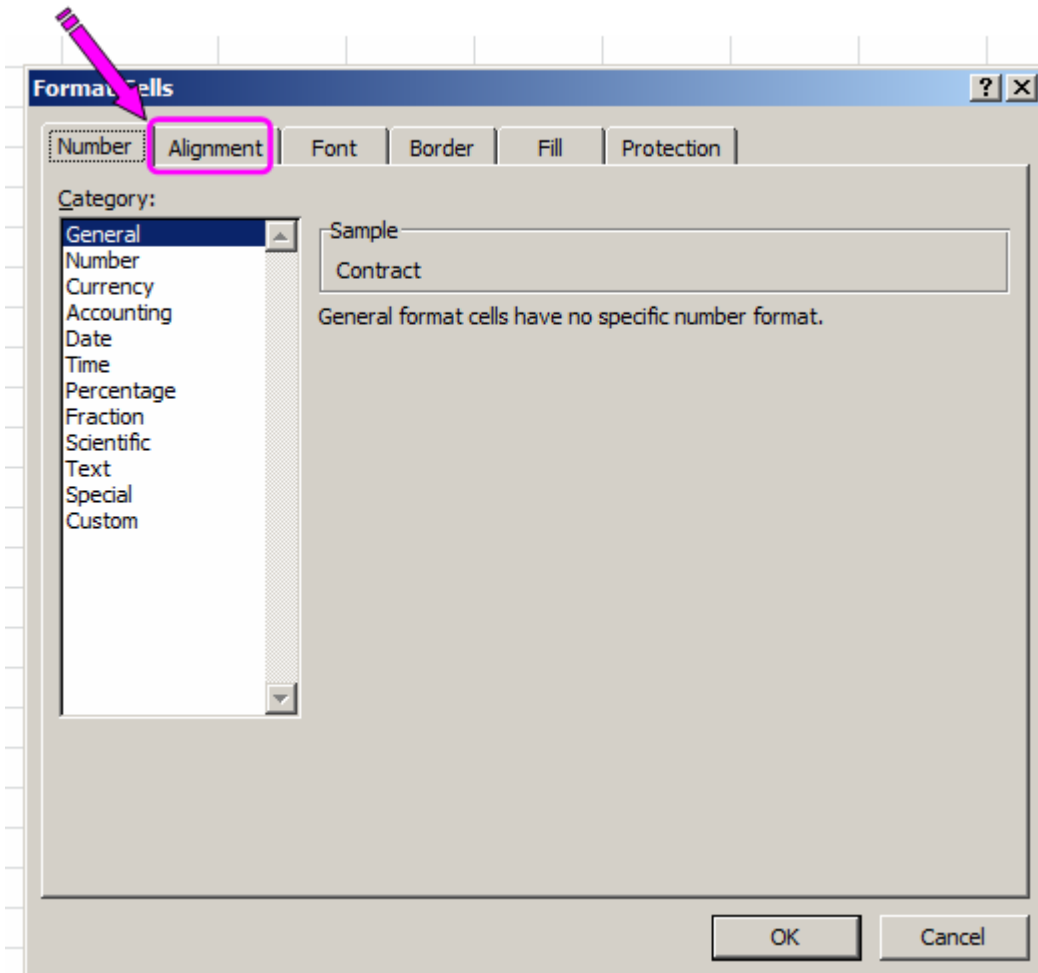 Format Cells
Number Alignment Font Border Fill Protection
Category:
General
Number
Currency
Accounting
Date
Time
Percentage
Fraction
Scientific
Text
Special
Custom
Sample
Contract
General format cells have no specific number format.
OK Cancel